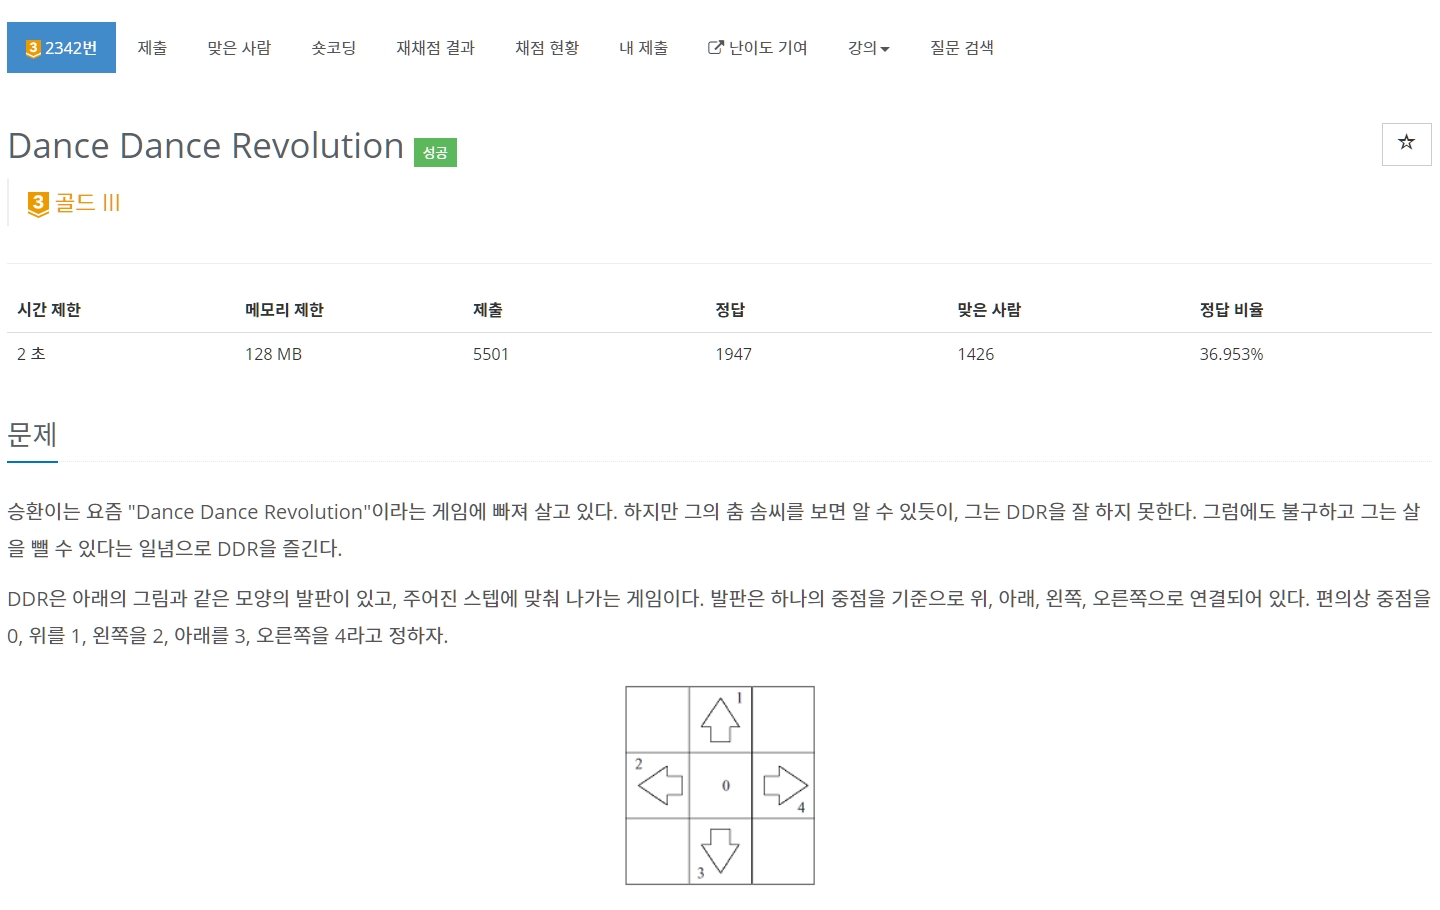 3 2342번 제출 맞은 사람 숏코딩 재채점 결과 채점 현황 내 제출 난이도 기여 강의 질문 검색
Dance Dance Revolution 성공
3 골드 III
시간 제한 메모리 제한 제출 정답 맞은 사람 정답 비율
2 초 128 MB 5501 1947 1426 36.953%
문제
승환이는 요즘 "Dance Dance Revolution"이라는 게임에 빠져 살고 있다. 하지만 그의 춤 솜씨를 보면 알 수 있듯이, 그는 DDR을 잘 하지 못한다. 그럼에도 불구하고 그는 살
을 뺄 수 있다는 일념으로 DDR을 즐긴다.
DDR은 아래의 그림과 같은 모양의 발판이 있고, 주어진 스텝에 맞춰 나가는 게임이다. 발판은 하나의 중점을 기준으로 위, 아래, 왼쪽, 오른쪽으로 연결되어 있다. 편의상 중점을
0, 위를 1, 왼쪽을 2, 아래를 3, 오른쪽을 4라고 정하자.
1
2
0
4
3